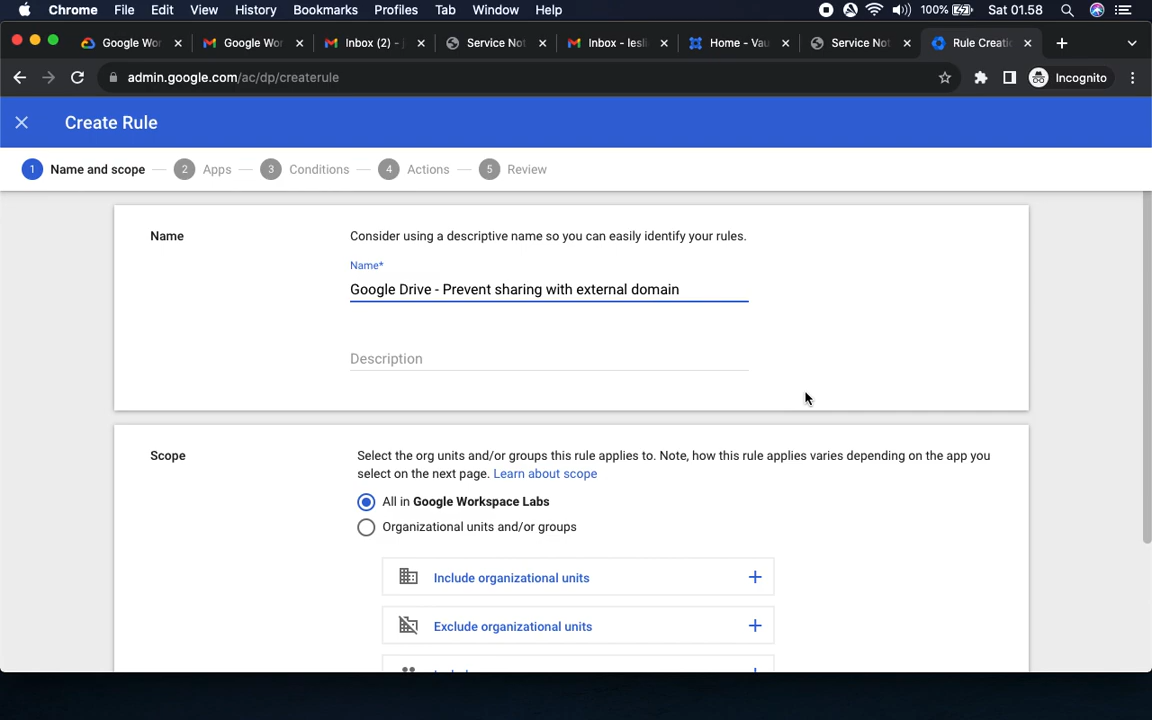 Chrome File Edit View History Bookmarks Profiles Tab Window Help 100% Sat 01.58
Google Wor Google Wor Inbox (2) - Service Not Inbox - lesli Home - Vau Service Not Rule Creatic
admin.google.com/ac/dp/createrule Incognito
Create Rule
1 Name and scope 2 Apps 3 Conditions 4 Actions 5 Review
Name Consider using a descriptive name so you can easily identify your rules.
Name*
Google Drive - Prevent sharing with external domain
Description
Scope Select the org units and/or groups this rule applies to. Note, how this rule applies varies depending on the app you
select on the next page. Learn about scope
All in Google Workspace Labs
Organizational units and/or groups
Include organizational units
Exclude organizational units